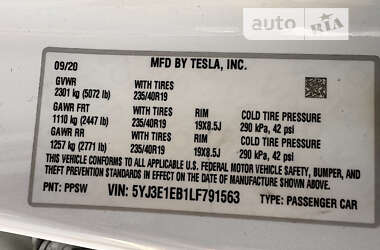 auto RIA
MFD BY TESLA, INC.
09/20
GVWR WITH TIRES
2301 kg (5072 lb) 235/40R19
GAWR FRT WITH TIRES RIM COLD TIRE PRESSURE
1110 kg (2447 lb) 235/40R19 19X8.5J 290 kPa, 42 psi
GAWR RR WITH TIRES RIM COLD TIRE PRESSURE
1257 kg (2771 lb) 235/40R19 19X8.5J 290 kPa, 42 psi
THIS VEHICLE CONFORMS TO ALL APPLICABLE U.S. FEDERAL MOTOR VEHICLE SAFETY, BUMPER, AND
THEFT PREVENTION STANDARDS IN EFFECT ON THE DATE OF MANUFACTURE SHOWN ABOVE.
PNT: PPSW VIN: 5YJ3E1EB1LF791563 TYPE: PASSENGER CAR